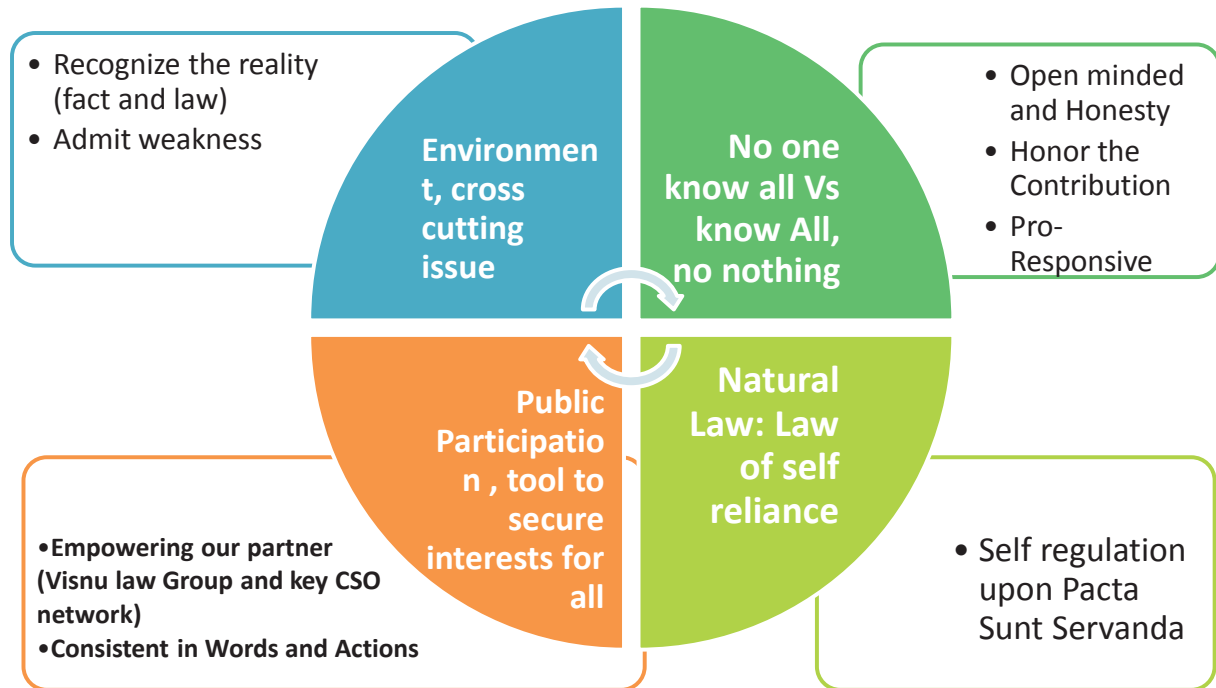 • Recognize the reality
(fact and law)
• Admit weakness
Environmen
t, cross
cutting
issue
No one
know all Vs
know All,
no nothing
• Open minded
and Honesty
• Honor the
Contribution
• Pro-
Responsive
Public
Participatio
n , tool to
secure
interests for
all
•Empowering our partner
(Visnu law Group and key CSO
network)
•Consistent in Words and Actions
Natural
Law: Law
of self
reliance
• Self regulation
upon Pacta
Sunt Servanda